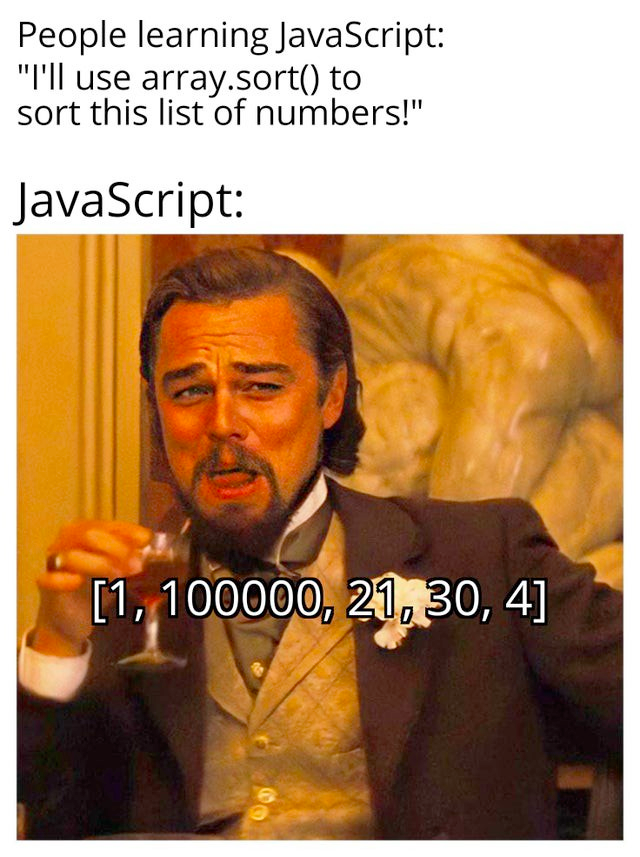 People learning JavaScript:
"I'll use array.sort() to
sort this list of numbers!"
JavaScript:
[1, 100000, 21, 30, 4]